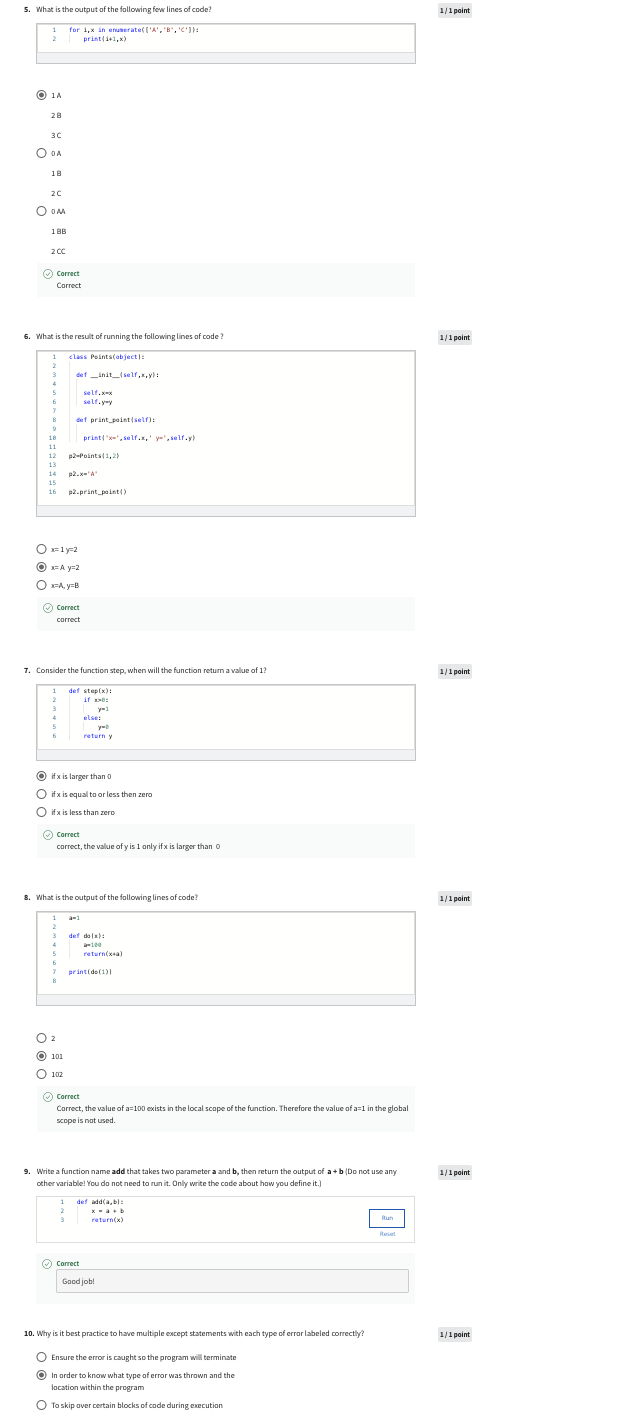 5. What is the output of the following few lines of code?
1 / 1 point
1 for i,x in enumerate(['A','B','C']):
2 print(i+1,x)
1 A
2 B
3 C
0 A
1 B
2 C
0 AA
1 BB
2 CC
Correct
Correct
6. What is the result of running the following lines of code ?
1 / 1 point
1 class Points(object):
2
3 def __init__(self,x,y):
4
5 self.x=x
6 self.y=y
7
8 def print_point(self):
9
10 print('x=',self.x,' y=',self.y)
11
12 p2=Points(1,2)
13
14 p2.x='A'
15
16 p2.print_point()
x= 1 y=2
x= A y=2
x=A, y=B
Correct
correct
7. Consider the function step, when will the function return a value of 1?
1 / 1 point
1 def step(x):
2 if x>0:
3 y=1
4 else:
5 y=0
6 return y
if x is larger than 0
if x is equal to or less then zero
if x is less than zero
Correct
correct, the value of y is 1 only if x is larger than 0
8. What is the output of the following lines of code?
1 / 1 point
1 a=1
2
3 def do(x):
4 a=100
5 return(x+a)
6
7 print(do(1))
8
2
101
102
Correct
Correct, the value of a=100 exists in the local scope of the function. Therefore the value of a=1 in the global
scope is not used.
9. Write a function name add that takes two parameter a and b, then return the output of a + b (Do not use any
other variable! You do not need to run it. Only write the code about how you define it.)
1 / 1 point
1 def add(a,b):
2 x = a + b
3 return(x)
Run
Reset
Correct
Good job!
10. Why is it best practice to have multiple except statements with each type of error labeled correctly?
1 / 1 point
Ensure the error is caught so the program will terminate
In order to know what type of error was thrown and the
location within the program
To skip over certain blocks of code during execution